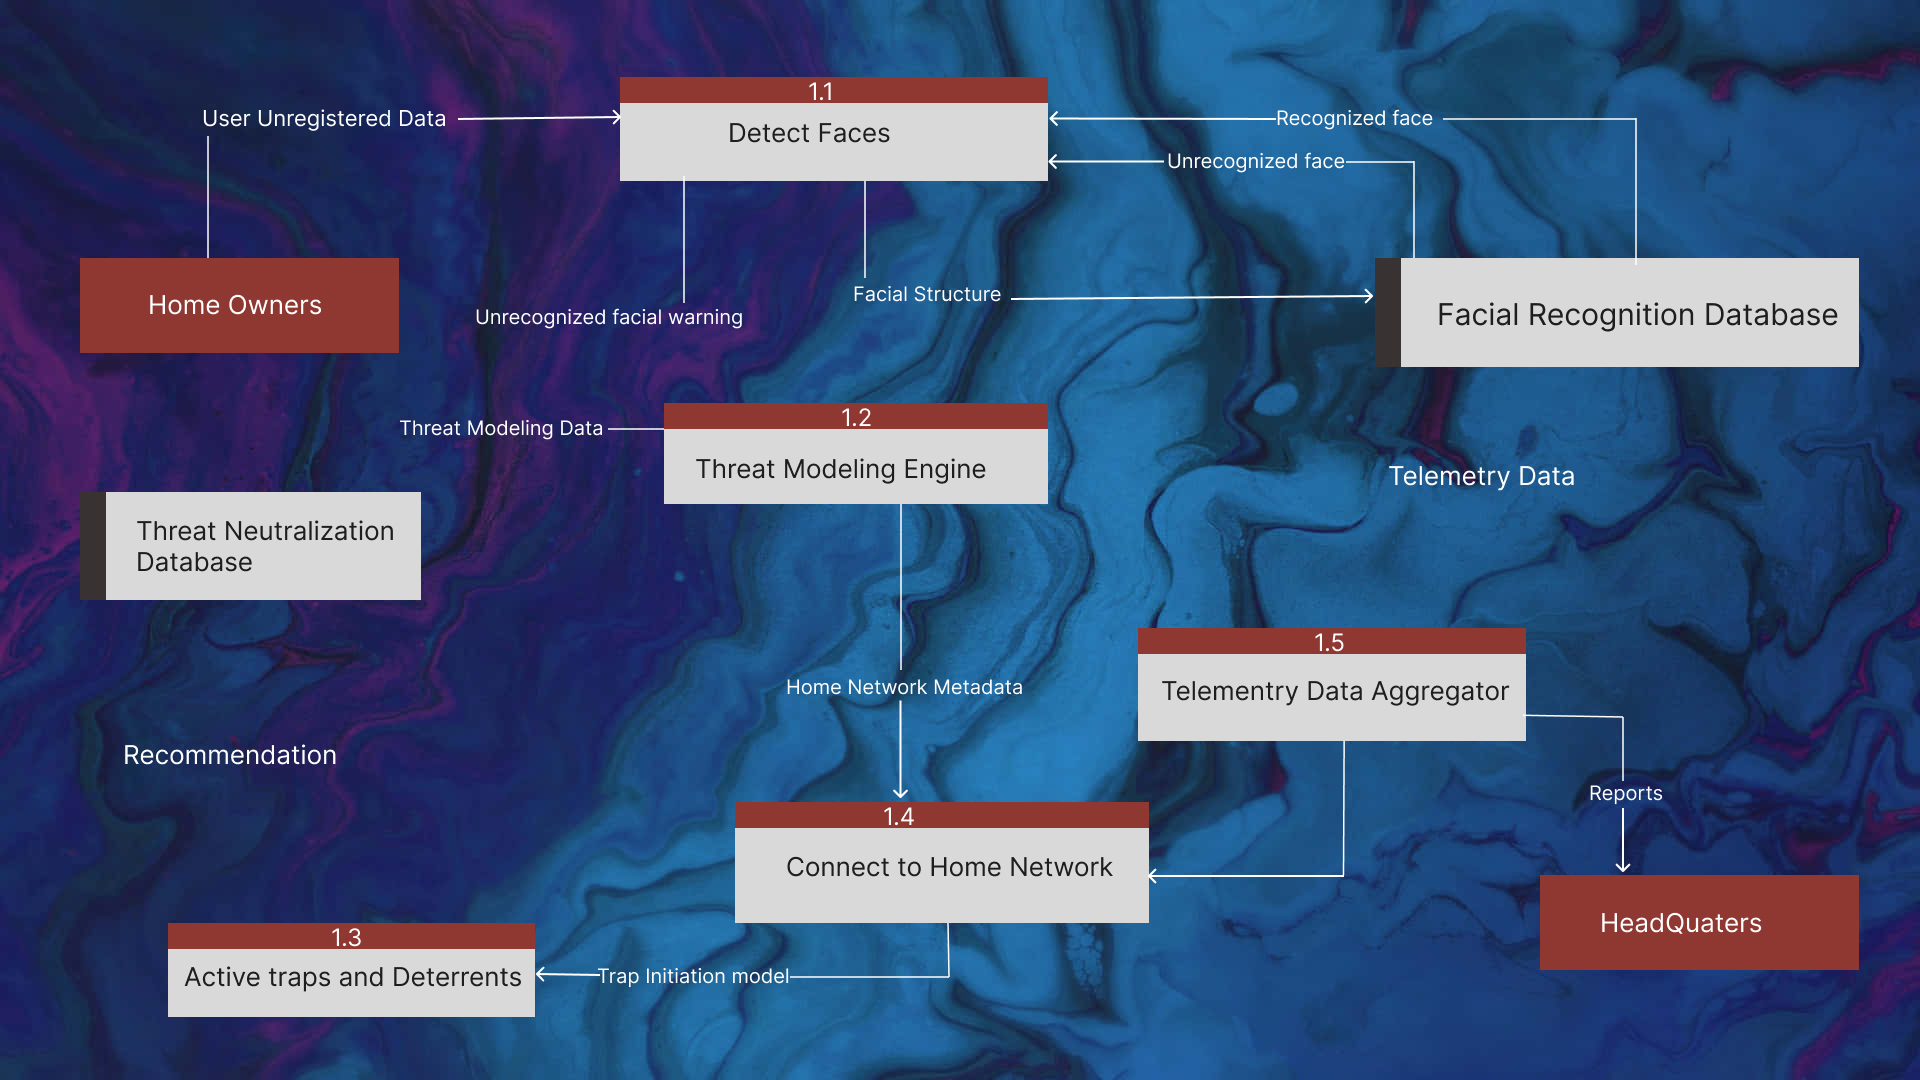 1.1
User Unregistered Data
Detect Faces
Recognized face
Unrecognized face
Home Owners
Unrecognized facial warning
Facial Structure
Facial Recognition Database
1.2
Threat Modeling Data
Threat Modeling Engine
Telemetry Data
Threat Neutralization
Database
1.5
Telementry Data Aggregator
Home Network Metadata
Recommendation
Reports
1.4
Connect to Home Network
HeadQuaters
1.3
Active traps and Deterrents
Trap Initiation model